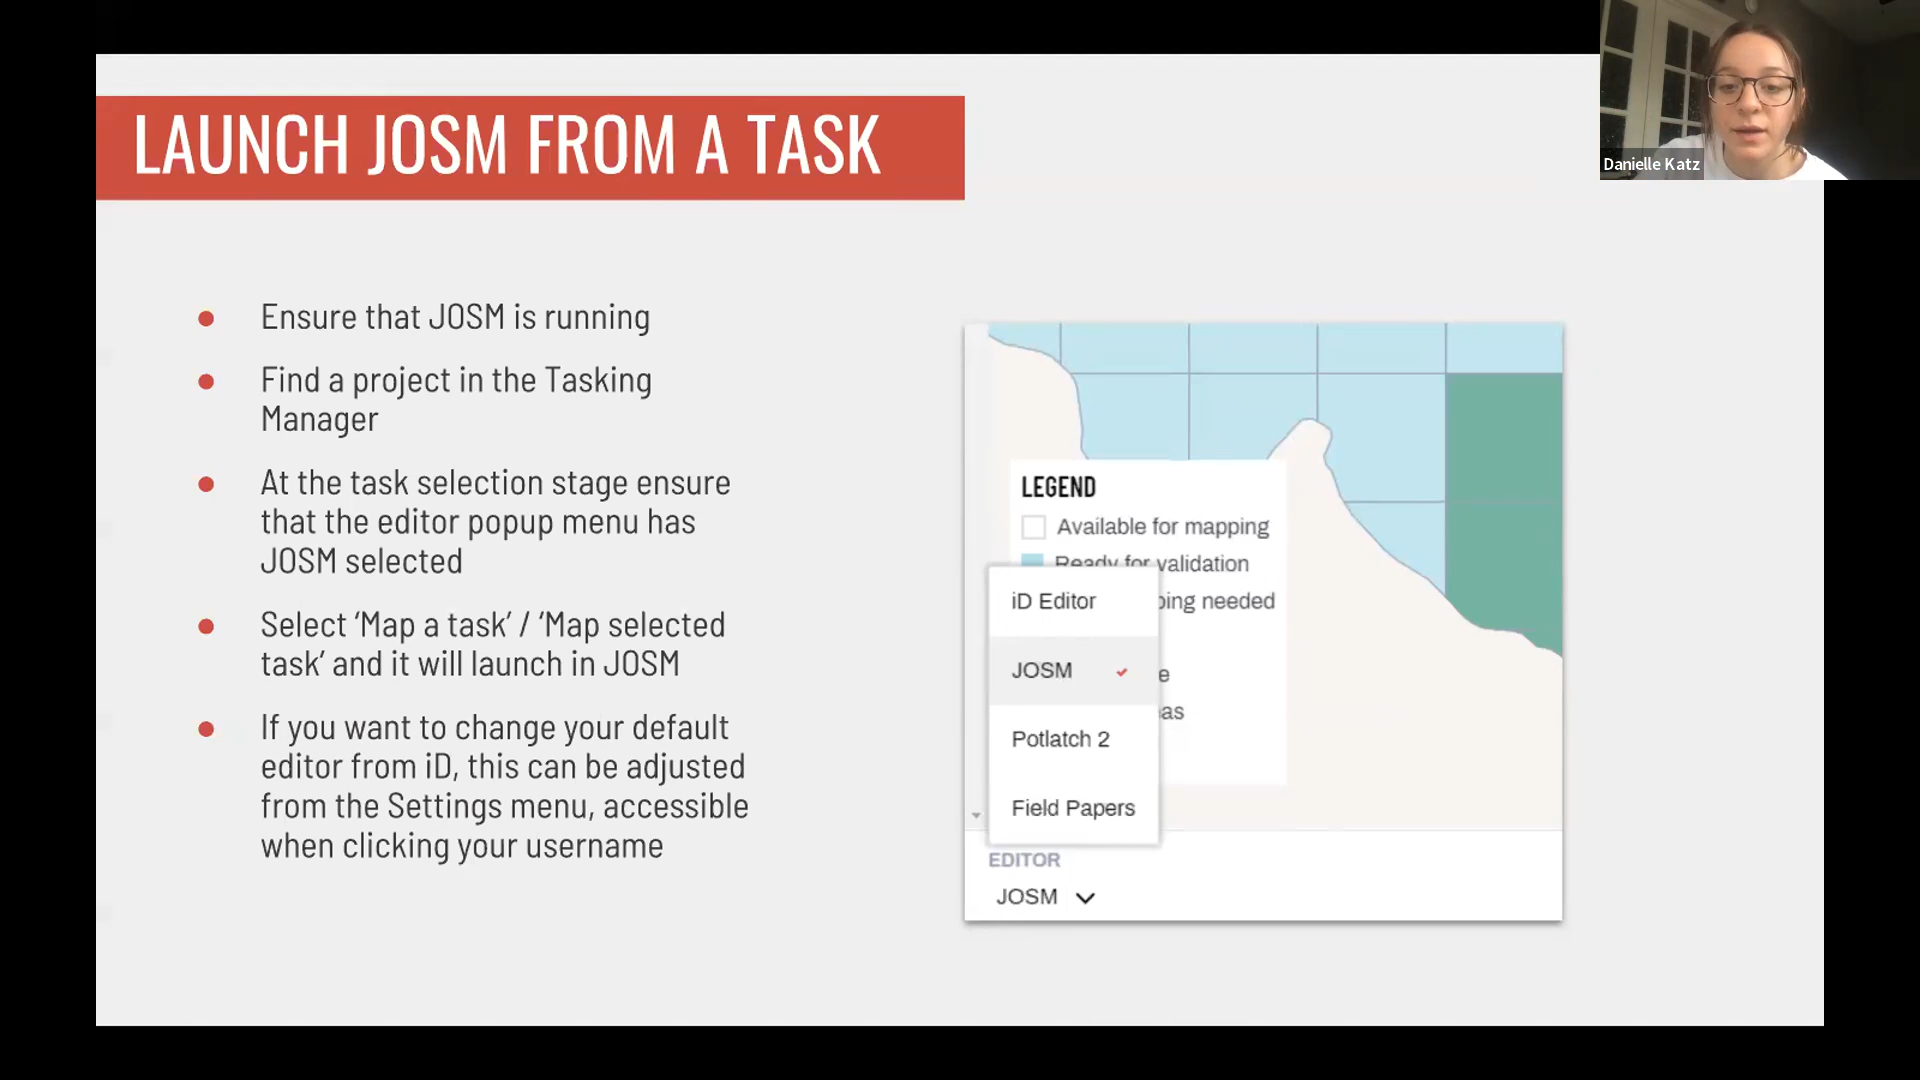 LAUNCH JOSM FROM A TASK
Danielle Katz
Ensure that JOSM is running
Find a project in the Tasking
Manager
At the task selection stage ensure
that the editor popup menu has
JOSM selected
Select ‘Map a task’ / ‘Map selected
task’ and it will launch in JOSM
If you want to change your default
editor from iD, this can be adjusted
from the Settings menu, accessible
when clicking your username
LEGEND
Available for mapping
Ready for validation
needed
iD Editor
JOSM
Potlatch 2
Field Papers
EDITOR
JOSM